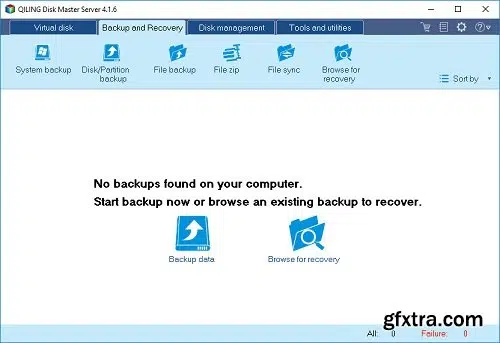 QILING Disk Master Server 4.1.6
Virtual disk Backup and Recovery Disk management Tools and utilities
System backup Disk/Partition backup File backup File zip File sync Browse for recovery
Sort by
No backups found on your computer.
Start backup now or browse an existing backup to recover.
Backup data Browse for recovery
gfxtra.com
All: 0 Failure: 0